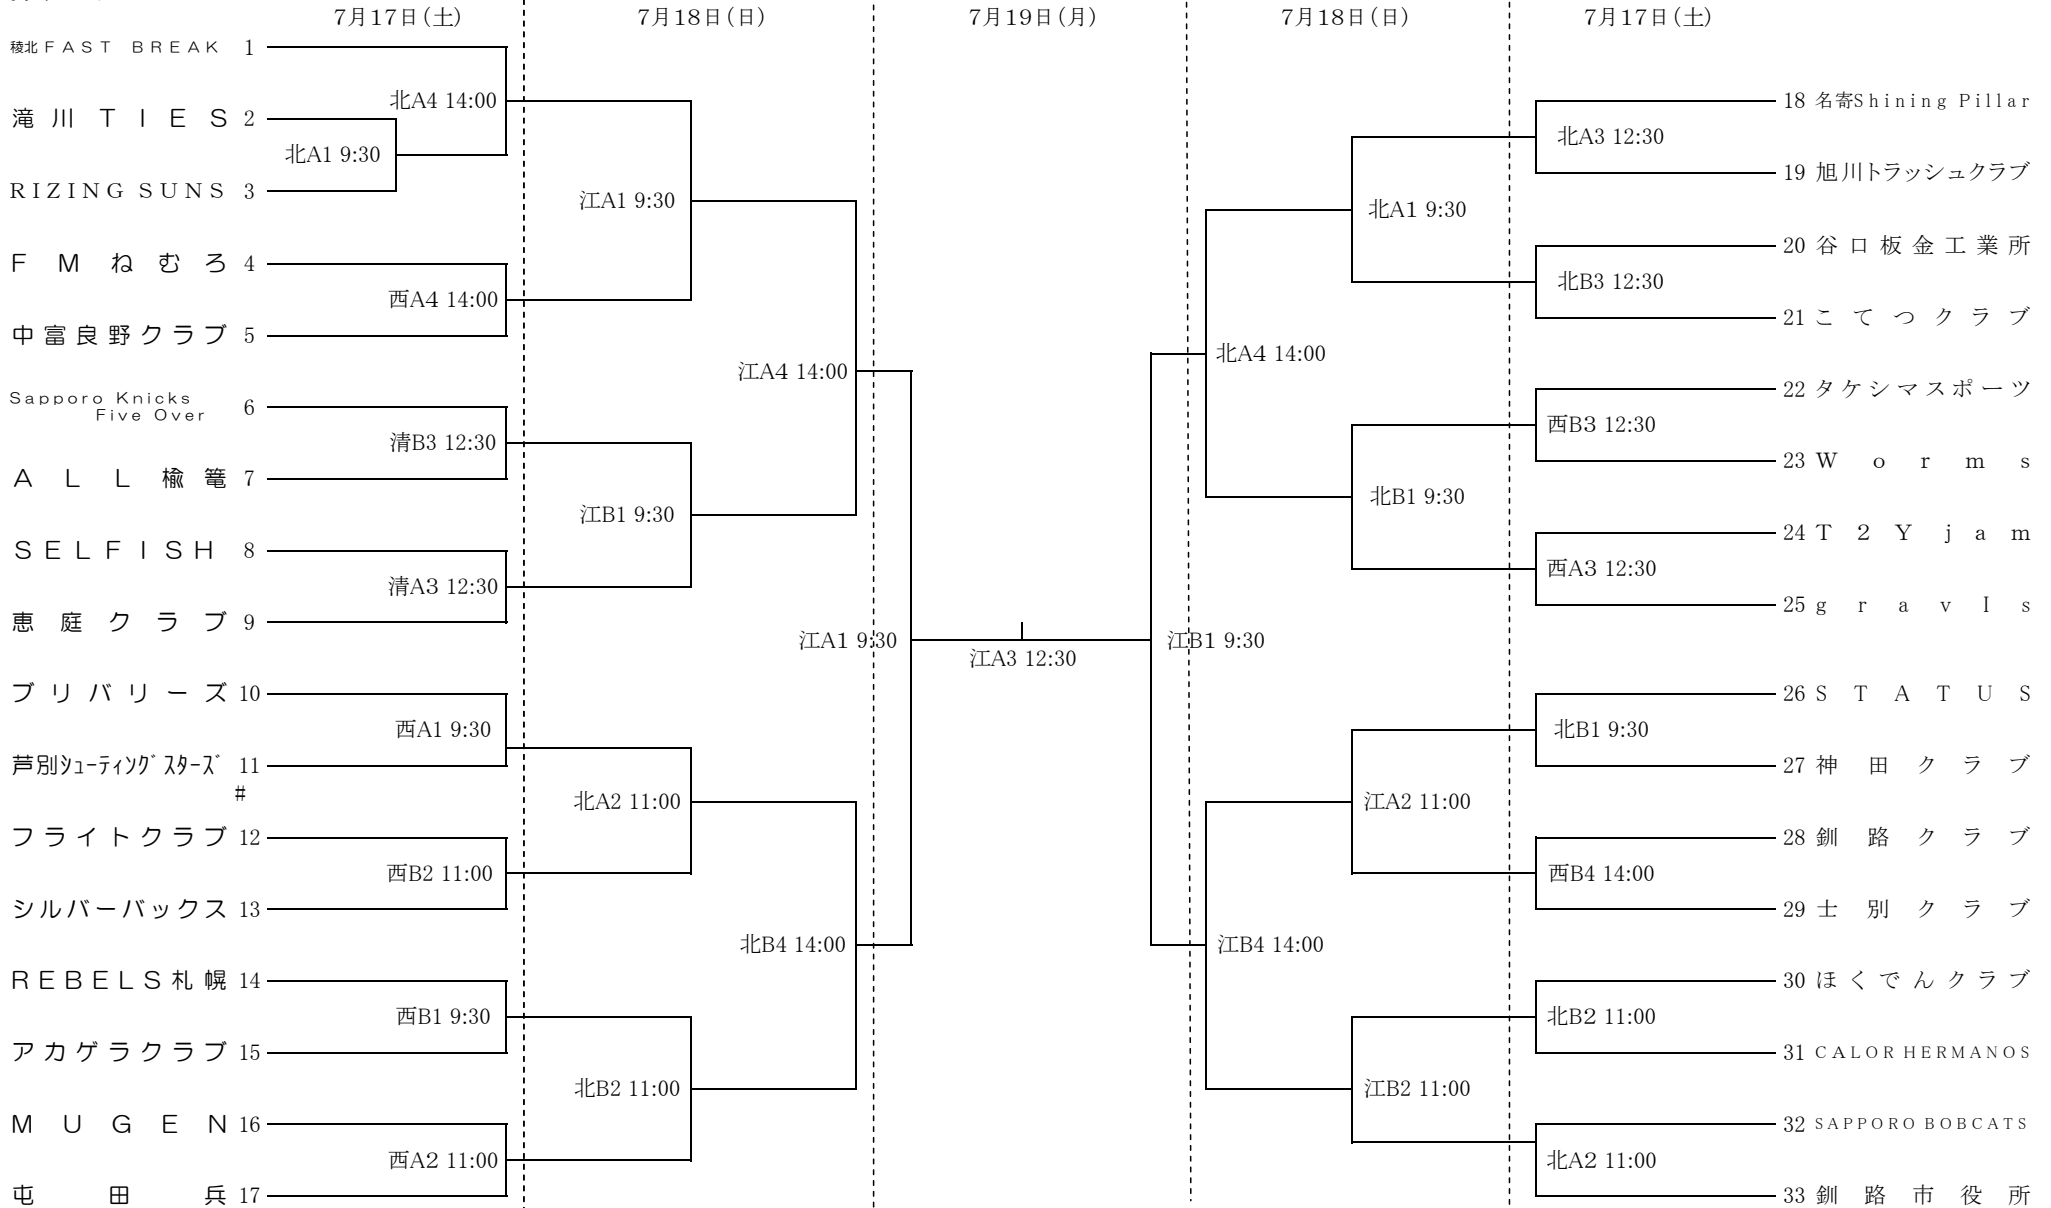 7月17日(土) 7月18日(日) 7月19日(月) 7月18日(日) 7月17日(土)
稜北FAST BREAK 1
北A4 14:00
滝川TIES 2
北A1 9:30
RIZING SUNS 3
江A1 9:30
FMねむろ 4
西A4 14:00
中富良野クラブ 5
江A4 14:00
Sapporo Knicks
Five Over 6
清B3 12:30
ALL楡篭 7
江B1 9:30
SELFISH 8
清A3 12:30
恵庭クラブ 9
江A1 9:30
ブリバリーズ 10
西A1 9:30
芦別シューティングスターズ 11
#
北A2 11:00
フライトクラブ 12
西B2 11:00
シルバーバックス 13
北B4 14:00
REBELS札幌 14
西B1 9:30
アカゲラクラブ 15
北B2 11:00
MUGEN 16
西A2 11:00
屯田兵 17
江A3 12:30
18 名寄Shining Pillar
北A3 12:30
19 旭川トラッシュクラブ
北A1 9:30
20 谷口板金工業所
北B3 12:30
21 こてつクラブ
北A4 14:00
22 タケシマスポーツ
西B3 12:30
23 Worms
北B1 9:30
24 T2Yjam
西A3 12:30
25 gravIs
江B1 9:30
26 STATUS
北B1 9:30
27 神田クラブ
江A2 11:00
28 釧路クラブ
西B4 14:00
29 士別クラブ
江B4 14:00
30 ほくでんクラブ
北B2 11:00
31 CALOR HERMANOS
江B2 11:00
32 SAPPORO BOBCATS
北A2 11:00
33 釧路市役所